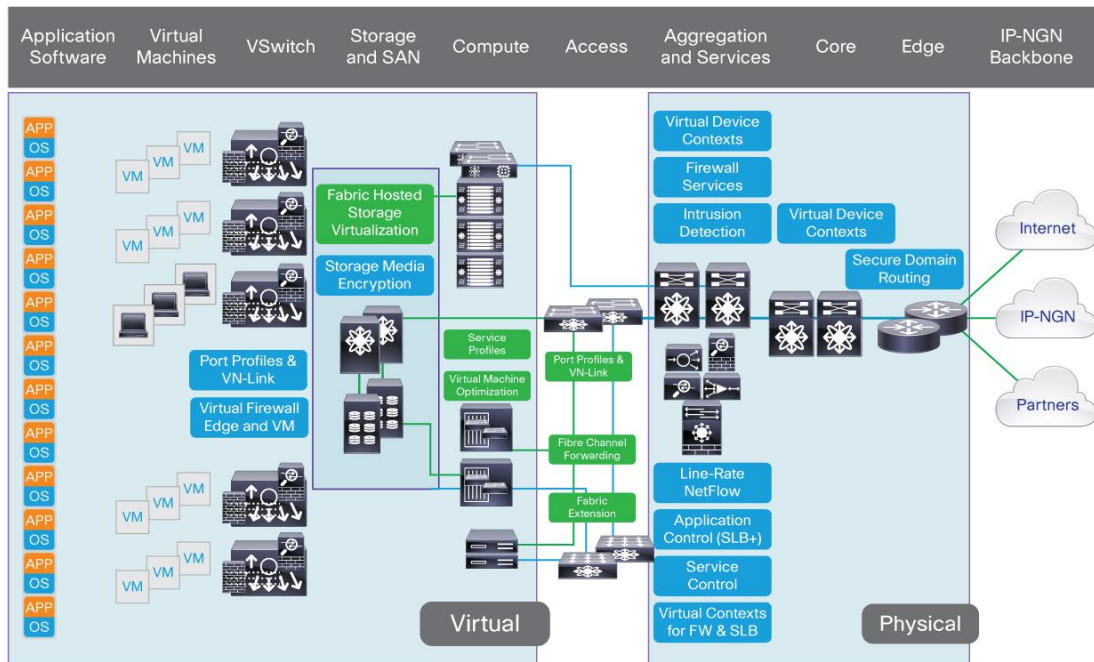 Application
Software
Virtual
Machines
VSwitch
Storage
and SAN
Compute
Access
Aggregation
and Services
Core
Edge
IP-NGN
Backbone
APP
OS
APP
OS
APP
OS
APP
OS
APP
OS
APP
OS
APP
OS
APP
OS
APP
OS
APP
OS
APP
OS
APP
OS
VM
VM
VM
VM
VM
VM
VM
VM
VM
VM
VM
VM
Port Profiles &
VN-Link
Virtual Firewall
Edge and VM
Fabric Hosted
Storage
Virtualization
Storage Media
Encryption
Service
Profiles
Virtual Machine
Optimization
Port Profiles &
VN-Link
Fibre Channel
Forwarding
Fabric
Extension
Virtual
Virtual Device
Contexts
Firewall
Services
Intrusion
Detection
Virtual Device
Contexts
Secure Domain
Routing
Line-Rate
NetFlow
Application
Control (SLB+)
Service
Control
Virtual Contexts
for FW & SLB
Physical
Internet
IP-NGN
Partners